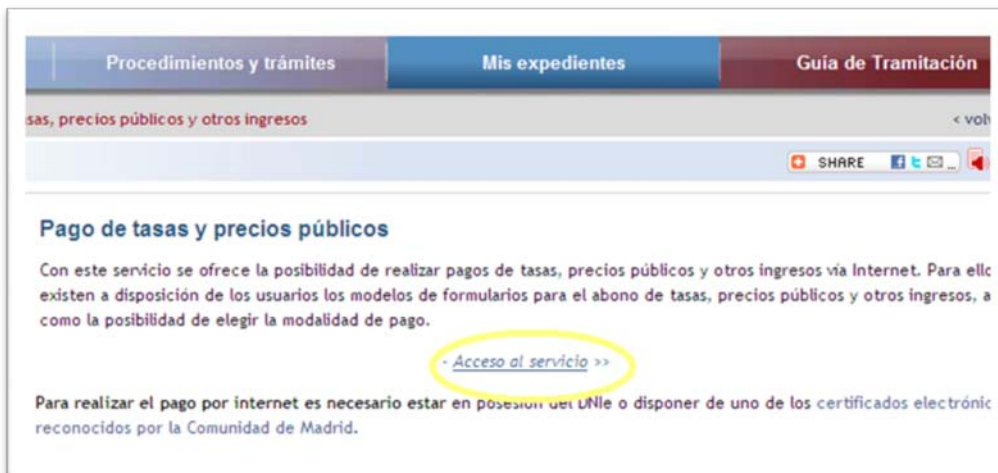 Procedimientos y trámites Mis expedientes Guía de Tramitación
sas, precios públicos y otros ingresos < volv
SHARE
Pago de tasas y precios públicos
Con este servicio se ofrece la posibilidad de realizar pagos de tasas, precios públicos y otros ingresos vía Internet. Para ello
existen a disposición de los usuarios los modelos de formularios para el abono de tasas, precios públicos y otros ingresos, a
como la posibilidad de elegir la modalidad de pago.
- Acceso al servicio >>
Para realizar el pago por internet es necesario estar en posesión del DNIe o disponer de uno de los certificados electrónic
reconocidos por la Comunidad de Madrid.